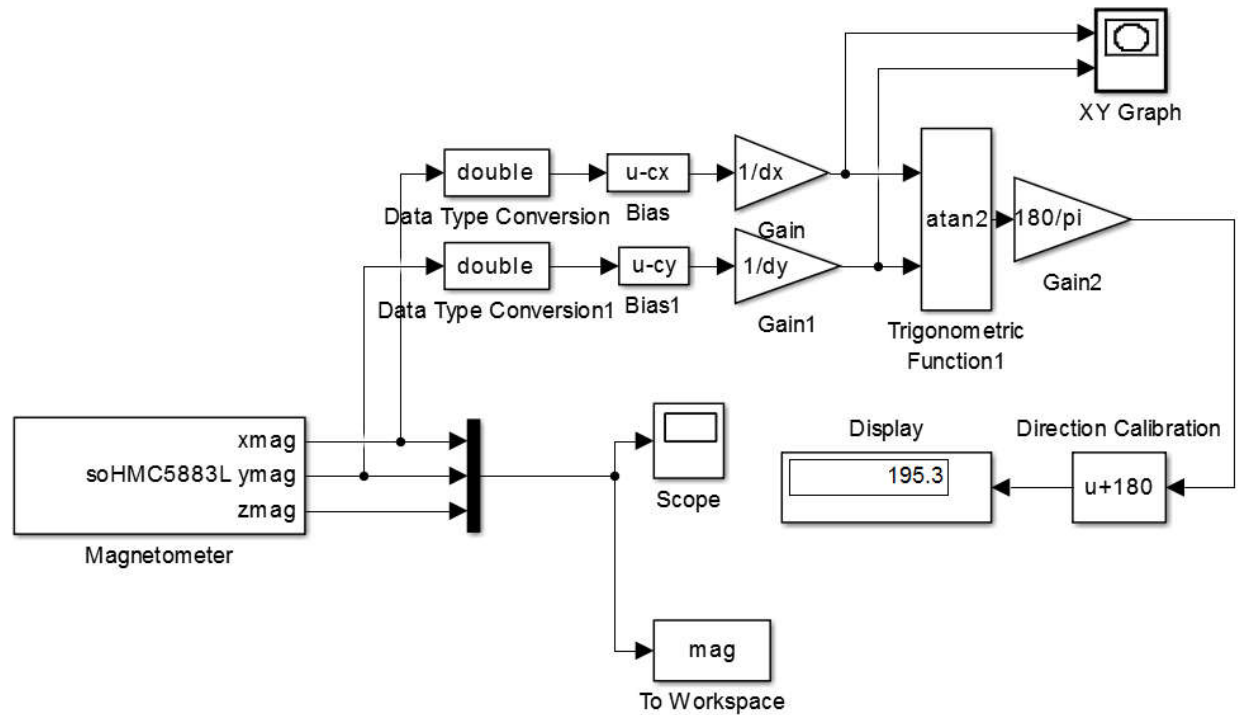 XY Graph
double
u-cx
1/dx
Data Type Conversion
Bias
Gain
atan2
180/pi
double
u-cy
1/dy
Data Type Conversion1
Bias1
Gain1
Gain2
Trigonometric
Function1
xmag
soHMC5883L ymag
zmag
Magnetometer
Scope
Display
195.3
Direction Calibration
u+180
mag
To Workspace